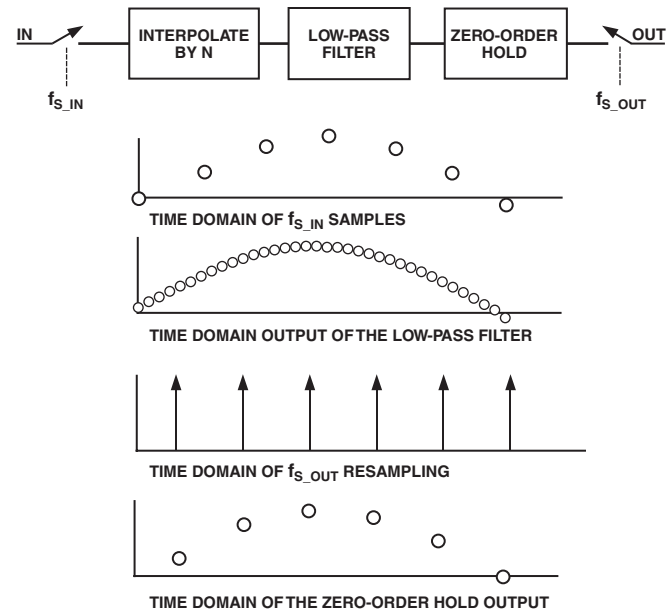 IN
INTERPOLATE
BY N
LOW-PASS
FILTER
ZERO-ORDER
HOLD
OUT
fS_IN
fS_OUT
TIME DOMAIN OF fS_IN SAMPLES
TIME DOMAIN OUTPUT OF THE LOW-PASS FILTER
TIME DOMAIN OF fS_OUT RESAMPLING
TIME DOMAIN OF THE ZERO-ORDER HOLD OUTPUT